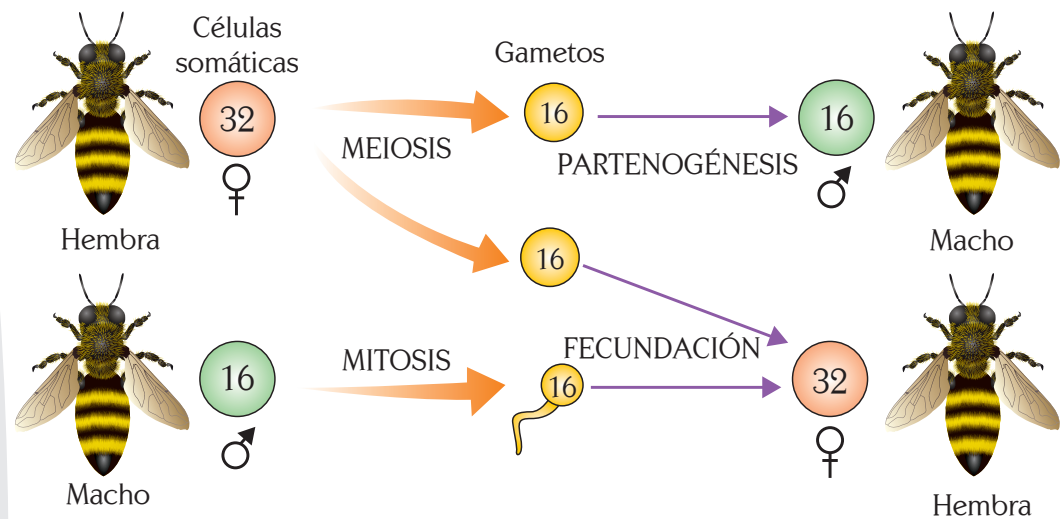 Células
somáticas
32
♀
Hembra
MEIOSIS
Gametos
16
PARTENOGÉNESIS
16
♂
Macho
16
Macho
16
♂
MITOSIS
16
FECUNDACIÓN
32
♀
Hembra